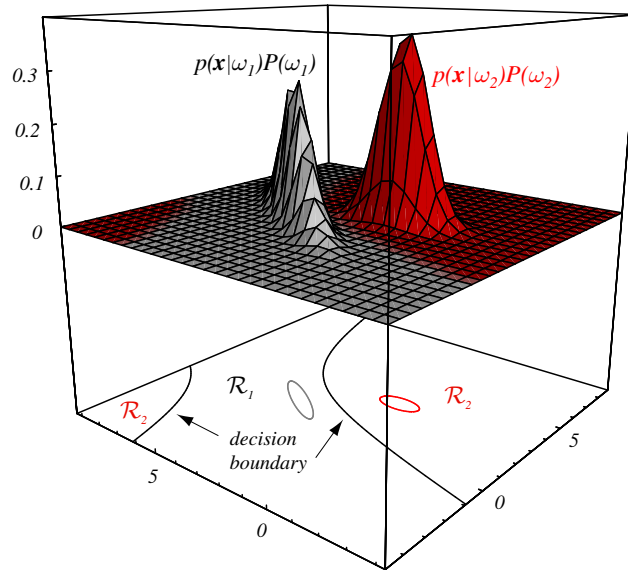 0.3
p(x|ω₁)P(ω₁)
p(x|ω₂)P(ω₂)
0.2
0.1
0
R₂
R₁
R₂
decision
boundary
5
0
0
5